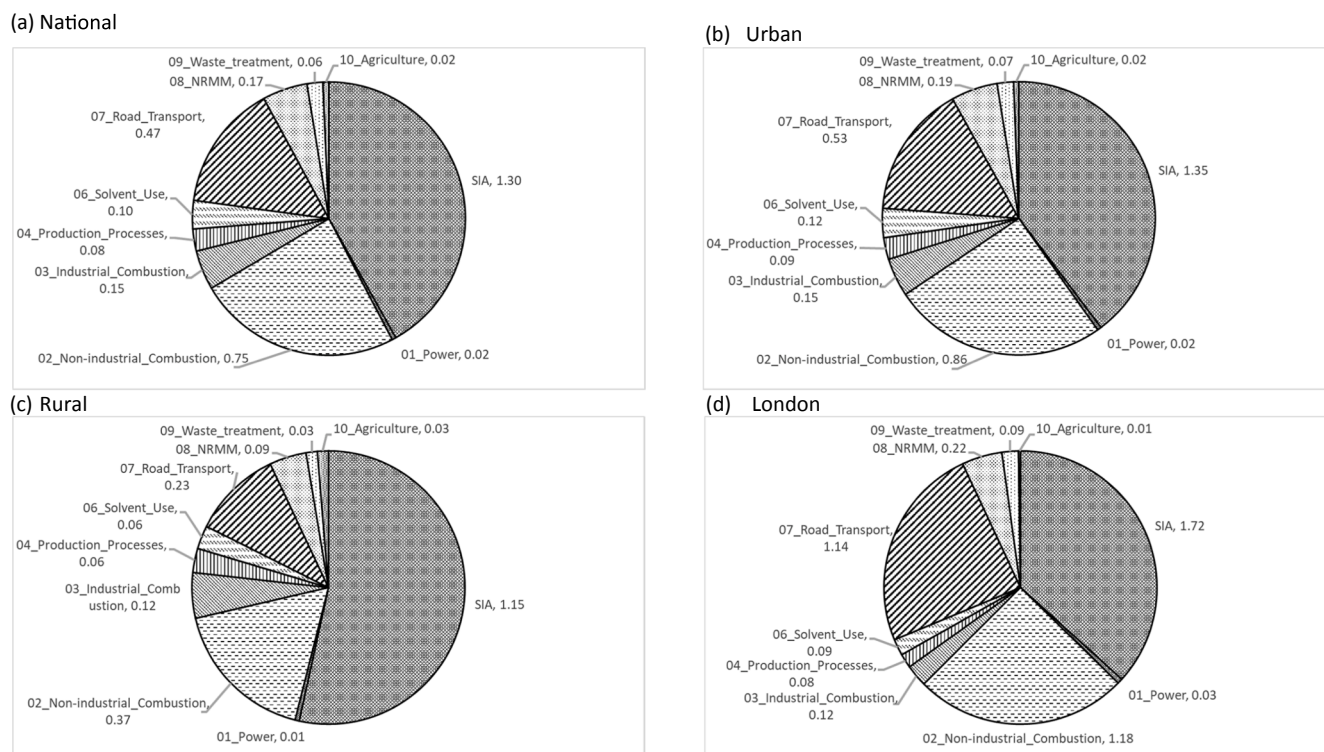 (a) National
09_Waste_treatment, 0.06
10_Agriculture, 0.02
08_NRMM, 0.17
07_Road_Transport,
0.47
SIA, 1.30
06_Solvent_Use,
0.10
04_Production_Processes,
0.08
03_Industrial_Combustion,
0.15
02_Non-industrial_Combustion, 0.75
01_Power, 0.02
(b) Urban
09_Waste_treatment, 0.07
10_Agriculture, 0.02
08_NRMM, 0.19
07_Road_Transport,
0.53
SIA, 1.35
06_Solvent_Use,
0.12
04_Production_Processes,
0.09
03_Industrial_Combustion,
0.15
01_Power, 0.02
02_Non-industrial_Combustion, 0.86
(c) Rural
09_Waste_treatment, 0.03
10_Agriculture, 0.03
08_NRMM, 0.09
07_Road_Transport,
0.23
06_Solvent_Use,
0.06
04_Production_Processes,
0.06
03_Industrial_Comb
ustion, 0.12
SIA, 1.15
02_Non-industrial_Combustion,
0.37
01_Power, 0.01
(d) London
09_Waste_treatment, 0.09
10_Agriculture, 0.01
08_NRMM, 0.22
07_Road_Transport,
1.14
SIA, 1.72
06_Solvent_Use,
0.09
04_Production_Processes,
0.08
03_Industrial_Combustion,
0.12
01_Power, 0.03
02_Non-industrial_Combustion, 1.18